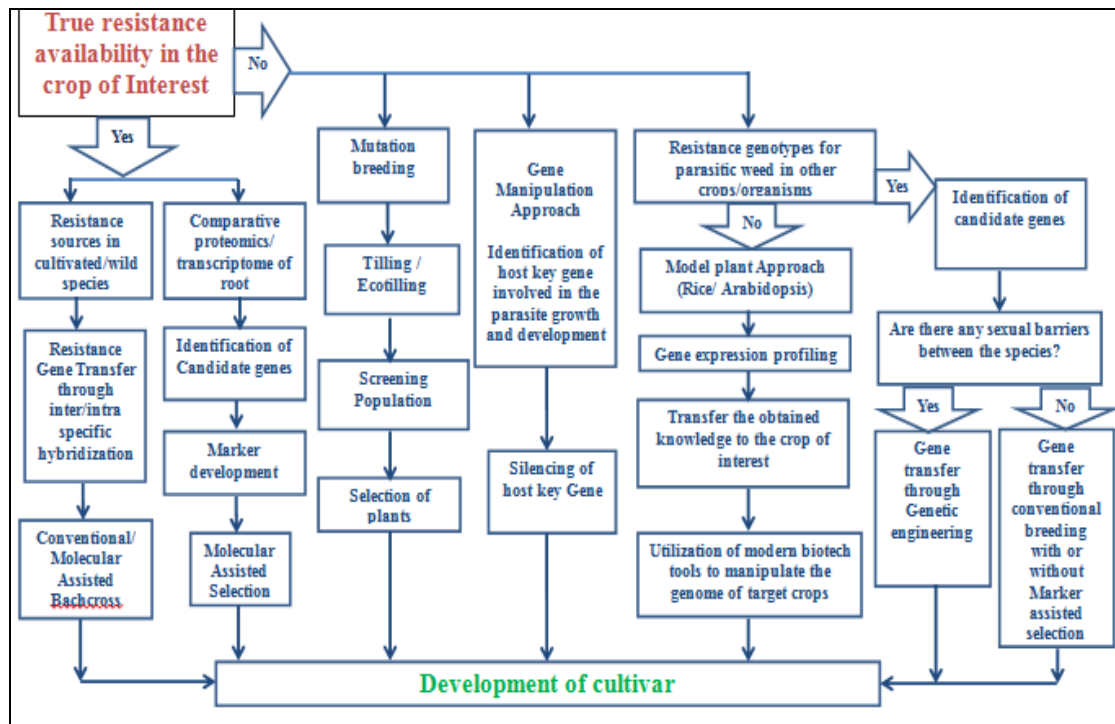 True resistance
availability in the
crop of Interest
No
Yes
Resistance
sources in
cultivated/wild
species
Resistance
Gene Transfer
through
inter/intra
specific
hybridization
Conventional/
Molecular
Assisted
Bachcross
Comparative
proteomics/
transcriptome of
root
Identification of
Candidate genes
Marker
development
Molecular
Assisted
Selection
Mutation
breeding
Tilling /
Ecotilling
Screening
Population
Selection of
plants
Gene
Manipulation
Approach
Identification of
host key gene
involved in the
parasite growth
and development
Silencing of
host key Gene
Resistance genotypes for
parasitic weed in other
crops/organisms
Yes
No
Model plant Approach
(Rice/ Arabidopsis)
Gene expression profiling
Transfer the obtained
knowledge to the crop of
interest
Utilization of modern biotech
tools to manipulate the
genome of target crops
Identification of
candidate genes
Are there any sexual barriers
between the species?
Yes
No
Gene
transfer
through
Genetic
engineering
Gene
transfer
through
conventional
breeding
with or
without
Marker
assisted
selection
Development of cultivar